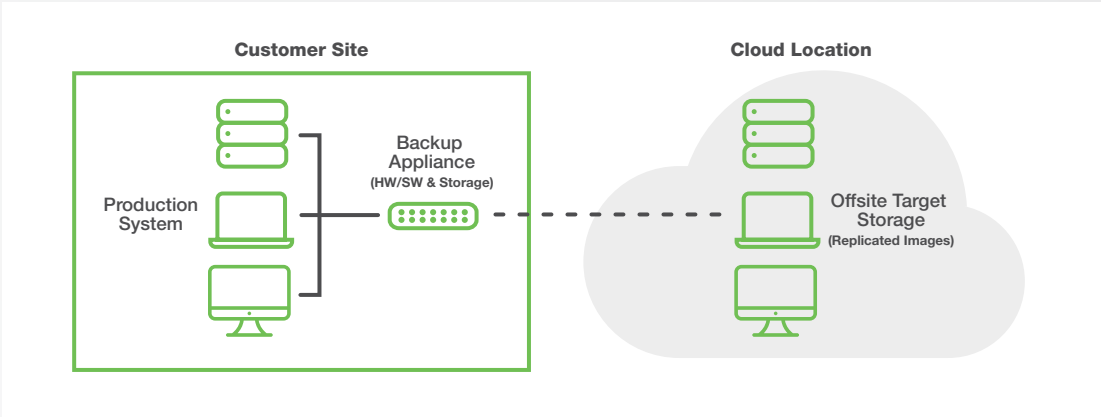 Customer Site
Cloud Location
Backup
Appliance
(HW/SW & Storage)
Production
System
Offsite Target
Storage
(Replicated Images)